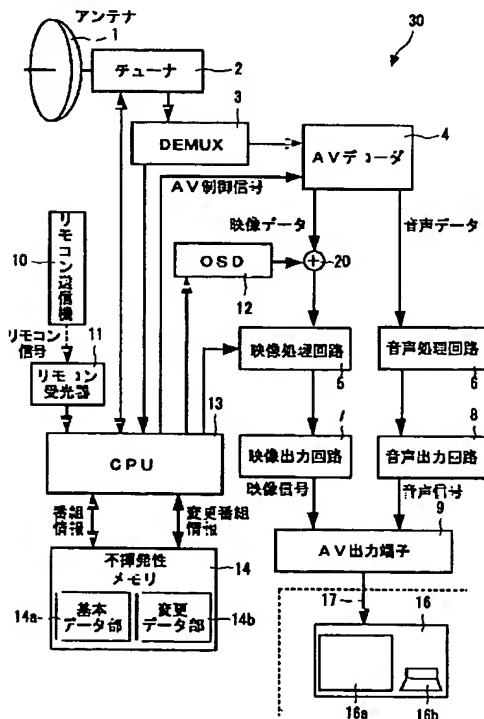 アンテナ
1
30
チューナ
2
3
DEMUX
4
AVデコーダ
AV制御信号
映像データ
音声データ
リモコン送信機
10
OSD
12
20
リモコン
信号
11
リモコン
受光器
映像処理回路
5
音声処理回路
6
13
CPU
映像出力回路
7
音声出力回路
8
映像信号
音声信号
番組
情報
変更番組
情報
9
AV出力端子
不揮発性
メモリ
14
14a
基本
データ部
変更
データ部
14b
17
16
16a
16b